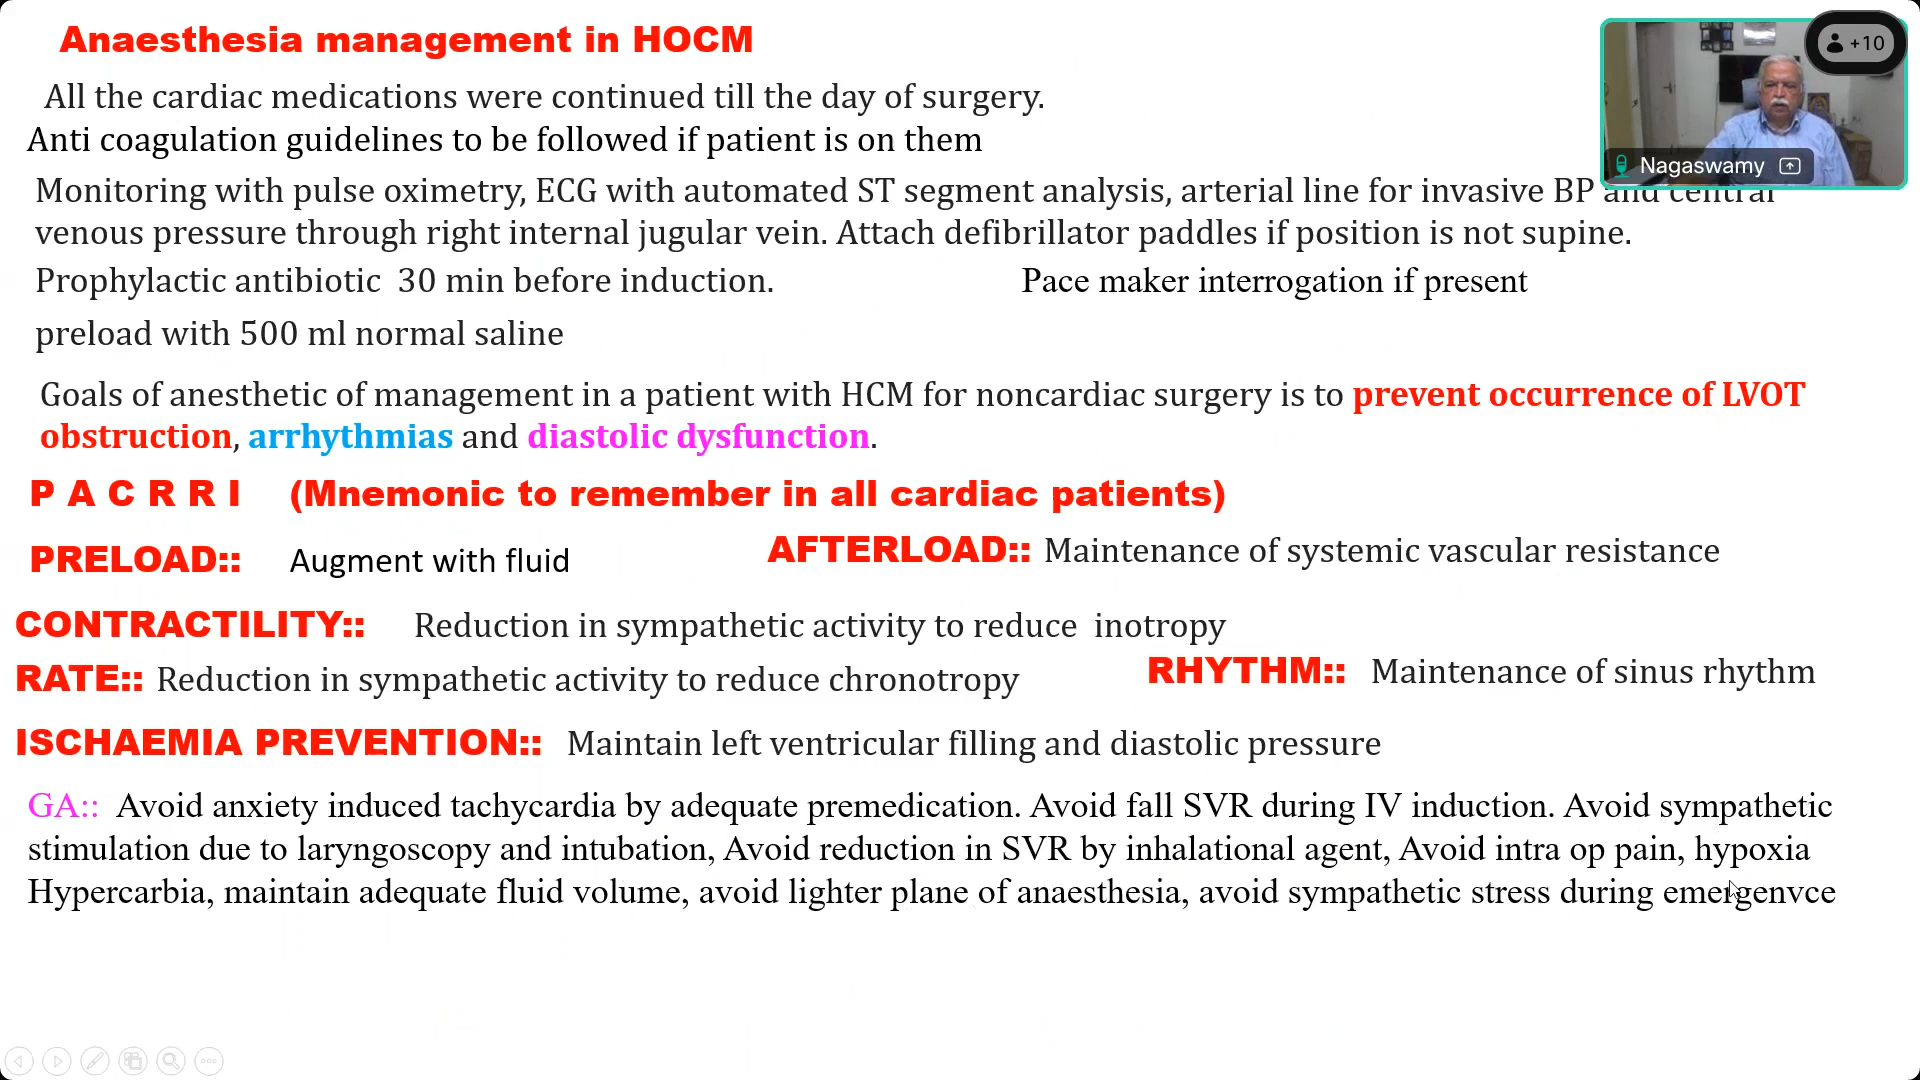 Anaesthesia management in HOCM
+10
All the cardiac medications were continued till the day of surgery.
Anti coagulation guidelines to be followed if patient is on them
Nagaswamy
Monitoring with pulse oximetry, ECG with automated ST segment analysis, arterial line for invasive BP and central
venous pressure through right internal jugular vein. Attach defibrillator paddles if position is not supine.
Prophylactic antibiotic 30 min before induction. Pace maker interrogation if present
preload with 500 ml normal saline
Goals of anesthetic of management in a patient with HCM for noncardiac surgery is to prevent occurrence of LVOT
obstruction, arrhythmias and diastolic dysfunction.
P A C R R I (Mnemonic to remember in all cardiac patients)
PRELOAD:: Augment with fluid AFTERLOAD:: Maintenance of systemic vascular resistance
CONTRACTILITY:: Reduction in sympathetic activity to reduce inotropy
RATE:: Reduction in sympathetic activity to reduce chronotropy RHYTHM:: Maintenance of sinus rhythm
ISCHAEMIA PREVENTION:: Maintain left ventricular filling and diastolic pressure
GA:: Avoid anxiety induced tachycardia by adequate premedication. Avoid fall SVR during IV induction. Avoid sympathetic
stimulation due to laryngoscopy and intubation, Avoid reduction in SVR by inhalational agent, Avoid intra op pain, hypoxia
Hypercarbia, maintain adequate fluid volume, avoid lighter plane of anaesthesia, avoid sympathetic stress during emergenvce